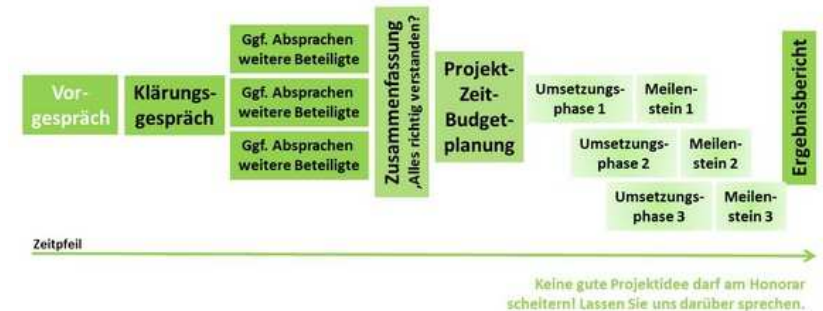 Vor-
gespräch
Klärungs-
gespräch
Ggf. Absprachen
weitere Beteiligte
Ggf. Absprachen
weitere Beteiligte
Ggf. Absprachen
weitere Beteiligte
Zusammenfassung
‚Alles richtig verstanden?
Projekt-
Zeit-
Budget-
planung
Umsetzungs-
phase 1
Meilen-
stein 1
Umsetzungs-
phase 2
Meilen-
stein 2
Umsetzungs-
phase 3
Meilen-
stein 3
Ergebnisbericht
Zeitpfeil
Keine gute Projektidee darf am Honorar
scheitern! Lassen Sie uns darüber sprechen.